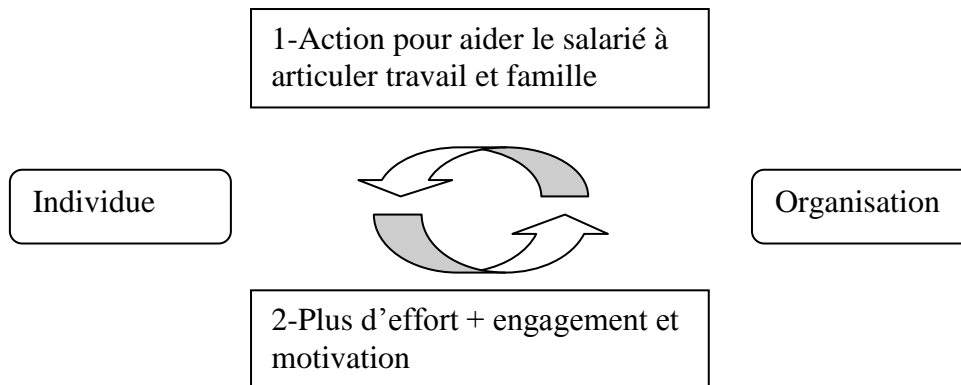 1-Action pour aider le salarié à
articuler travail et famille
Individue
Organisation
2-Plus d’effort + engagement et
motivation